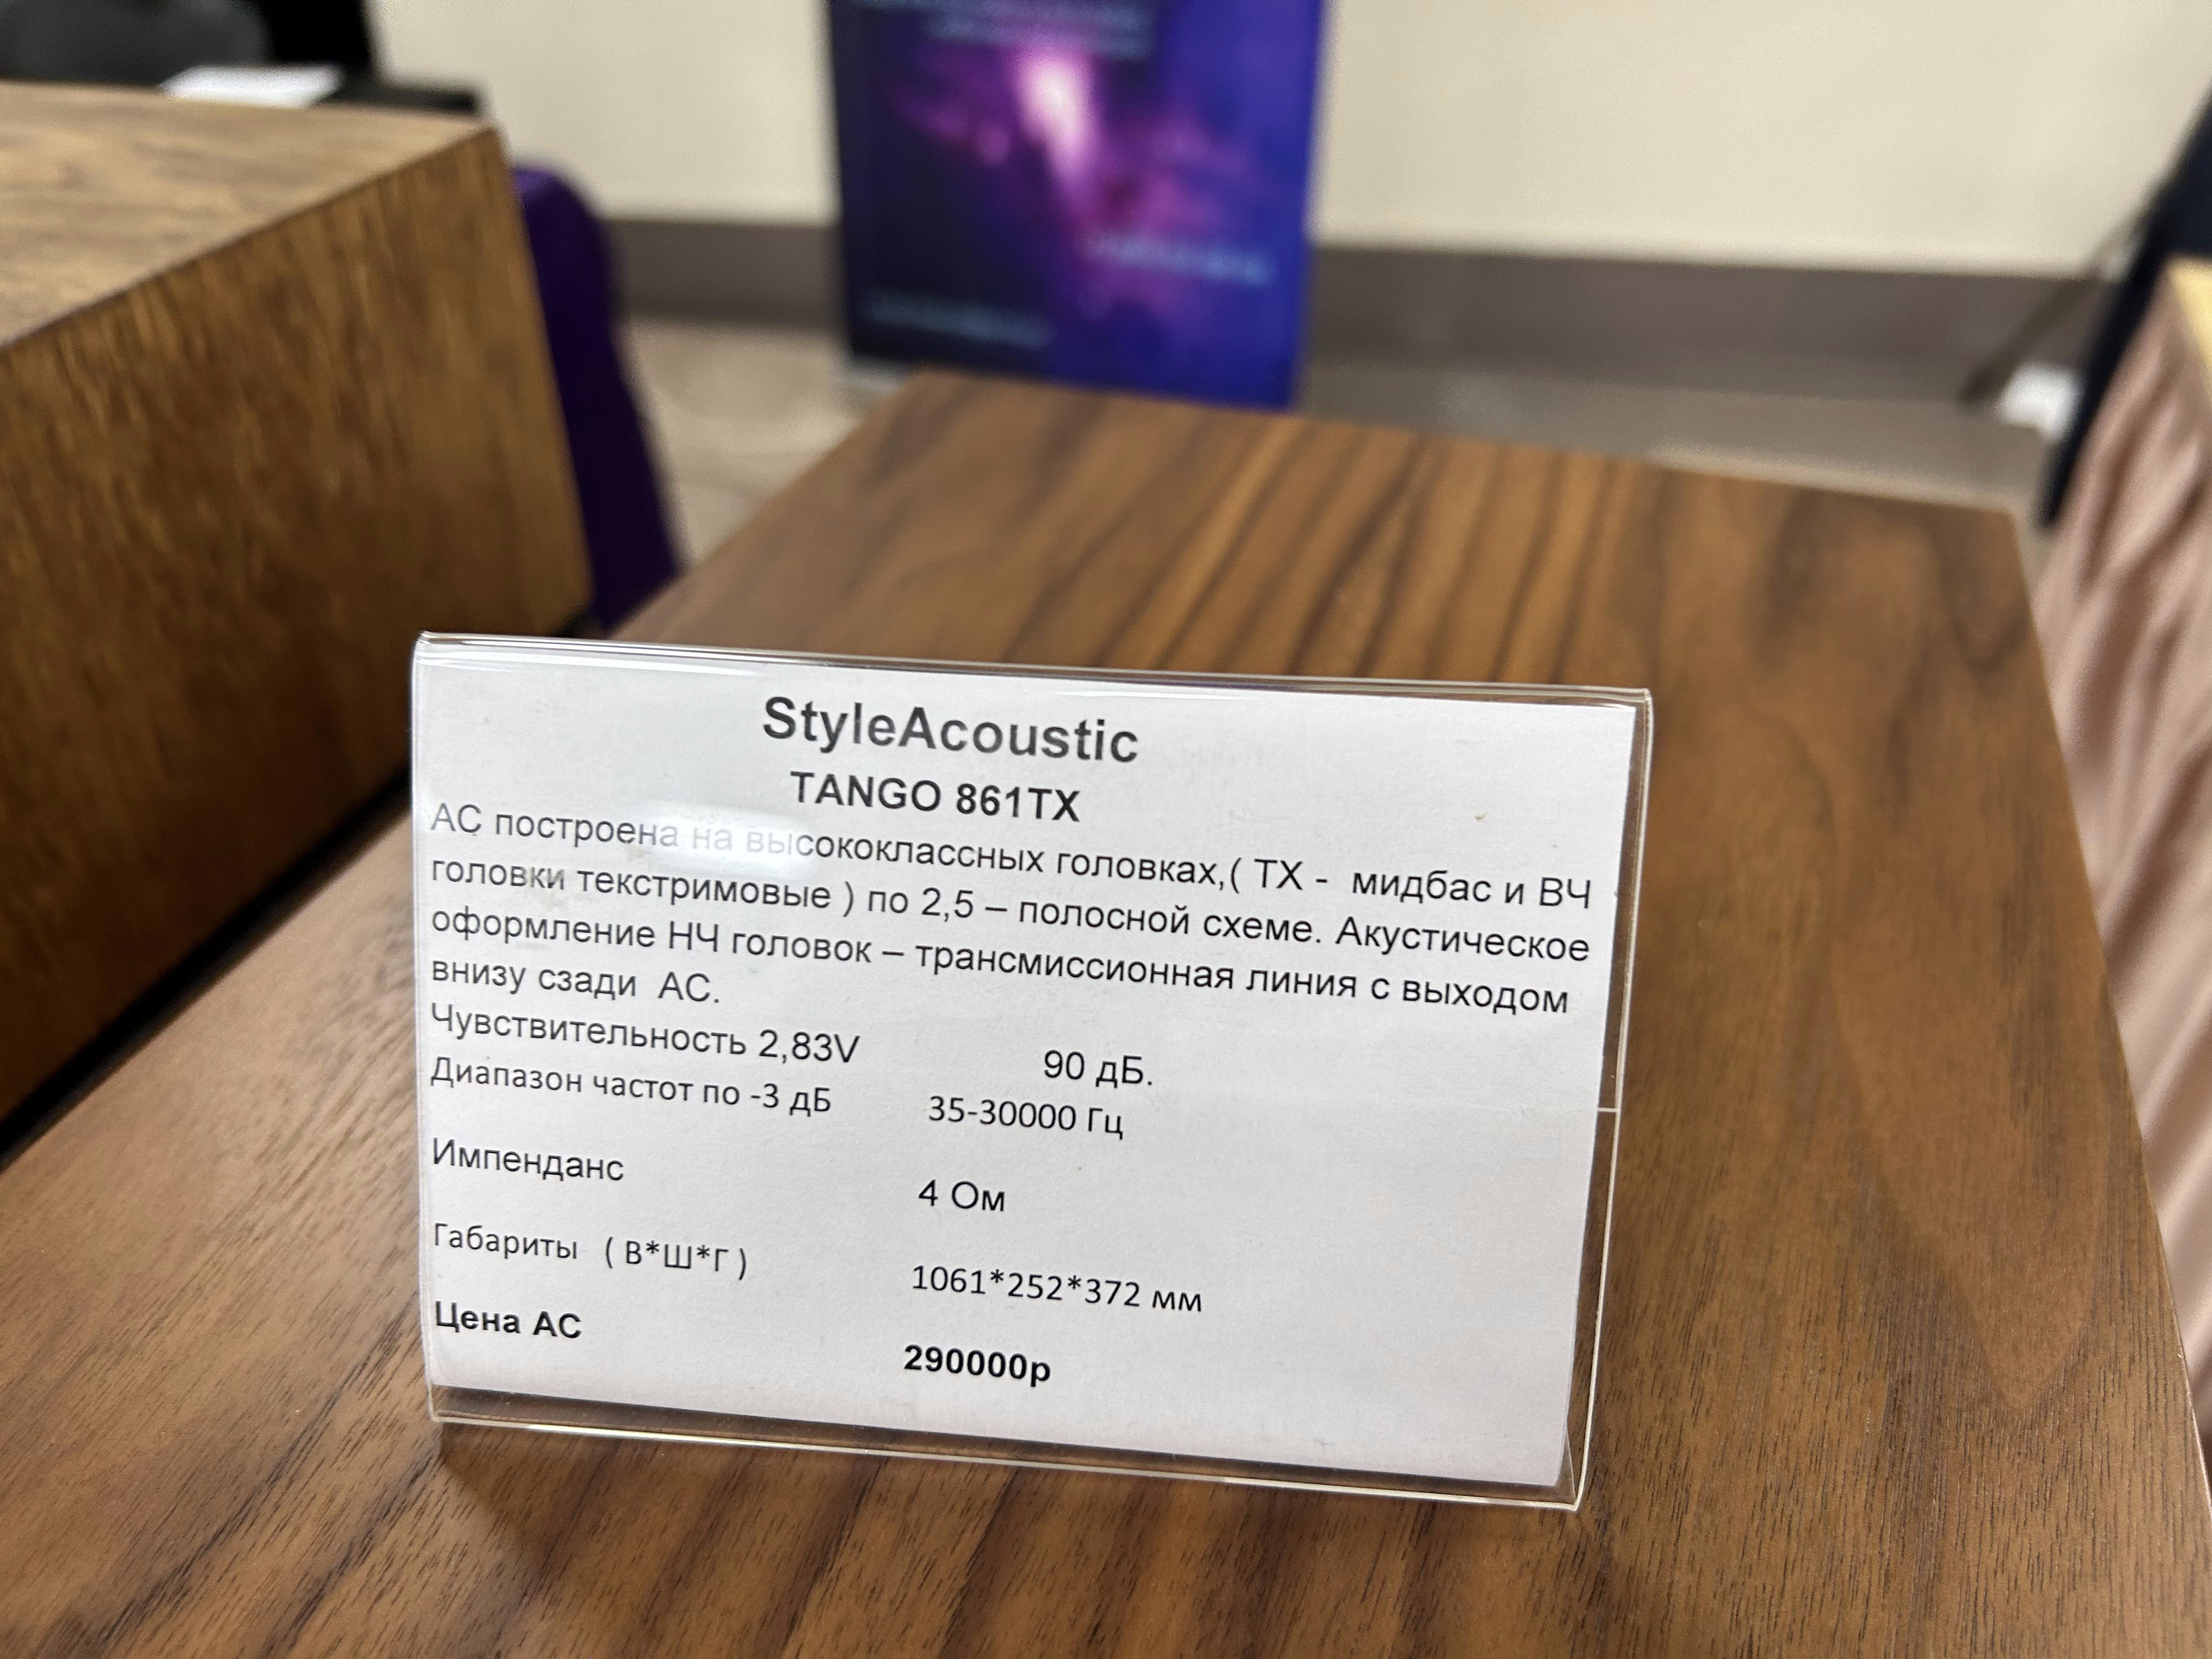 StyleAcoustic
TANGO 861TX
АС построена на высококлассных головках,( ТХ - мидбас и ВЧ
головки текстримовые ) по 2,5 – полосной схеме. Акустическое
оформление НЧ головок – трансмиссионная линия с выходом
внизу сзади АС.
Чувствительность 2,83V 90 дБ.
Диапазон частот по -3 дБ 35-30000 Гц
Импенданс 4 Ом
Габариты ( В*Ш*Г ) 1061*252*372 мм
Цена АС 290000р